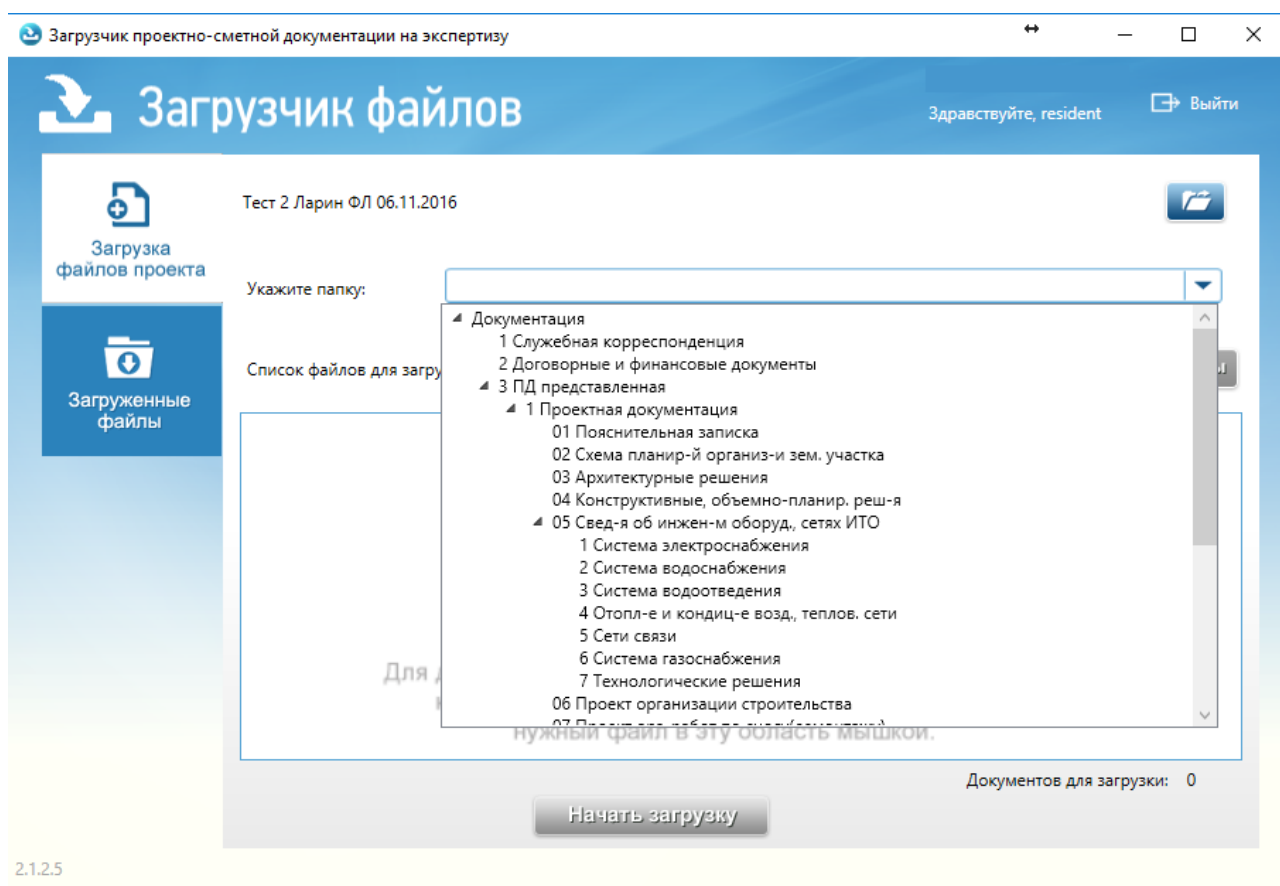 Загрузчик проектно-сметной документации на экспертизу
Загрузчик файлов
Здравствуйте, resident
Выйти
Загрузка
файлов проекта
Тест 2 Ларин ФЛ 06.11.2016
Укажите папку:
Документация
1 Служебная корреспонденция
2 Договорные и финансовые документы
3 ПД представленная
1 Проектная документация
01 Пояснительная записка
02 Схема планир-й организ-и зем. участка
03 Архитектурные решения
04 Конструктивные, объемно-планир. реш-я
05 Свед-я об инжен-м оборуд., сетях ИТО
1 Система электроснабжения
2 Система водоснабжения
3 Система водоотведения
4 Отопл-е и кондиц-е возд., теплов. сети
5 Сети связи
6 Система газоснабжения
7 Технологические решения
06 Проект организации строительства
Список файлов для загру
Загруженные
файлы
Для
нужный файл в эту область мышкой.
Документов для загрузки: 0
Начать загрузку
2.1.2.5